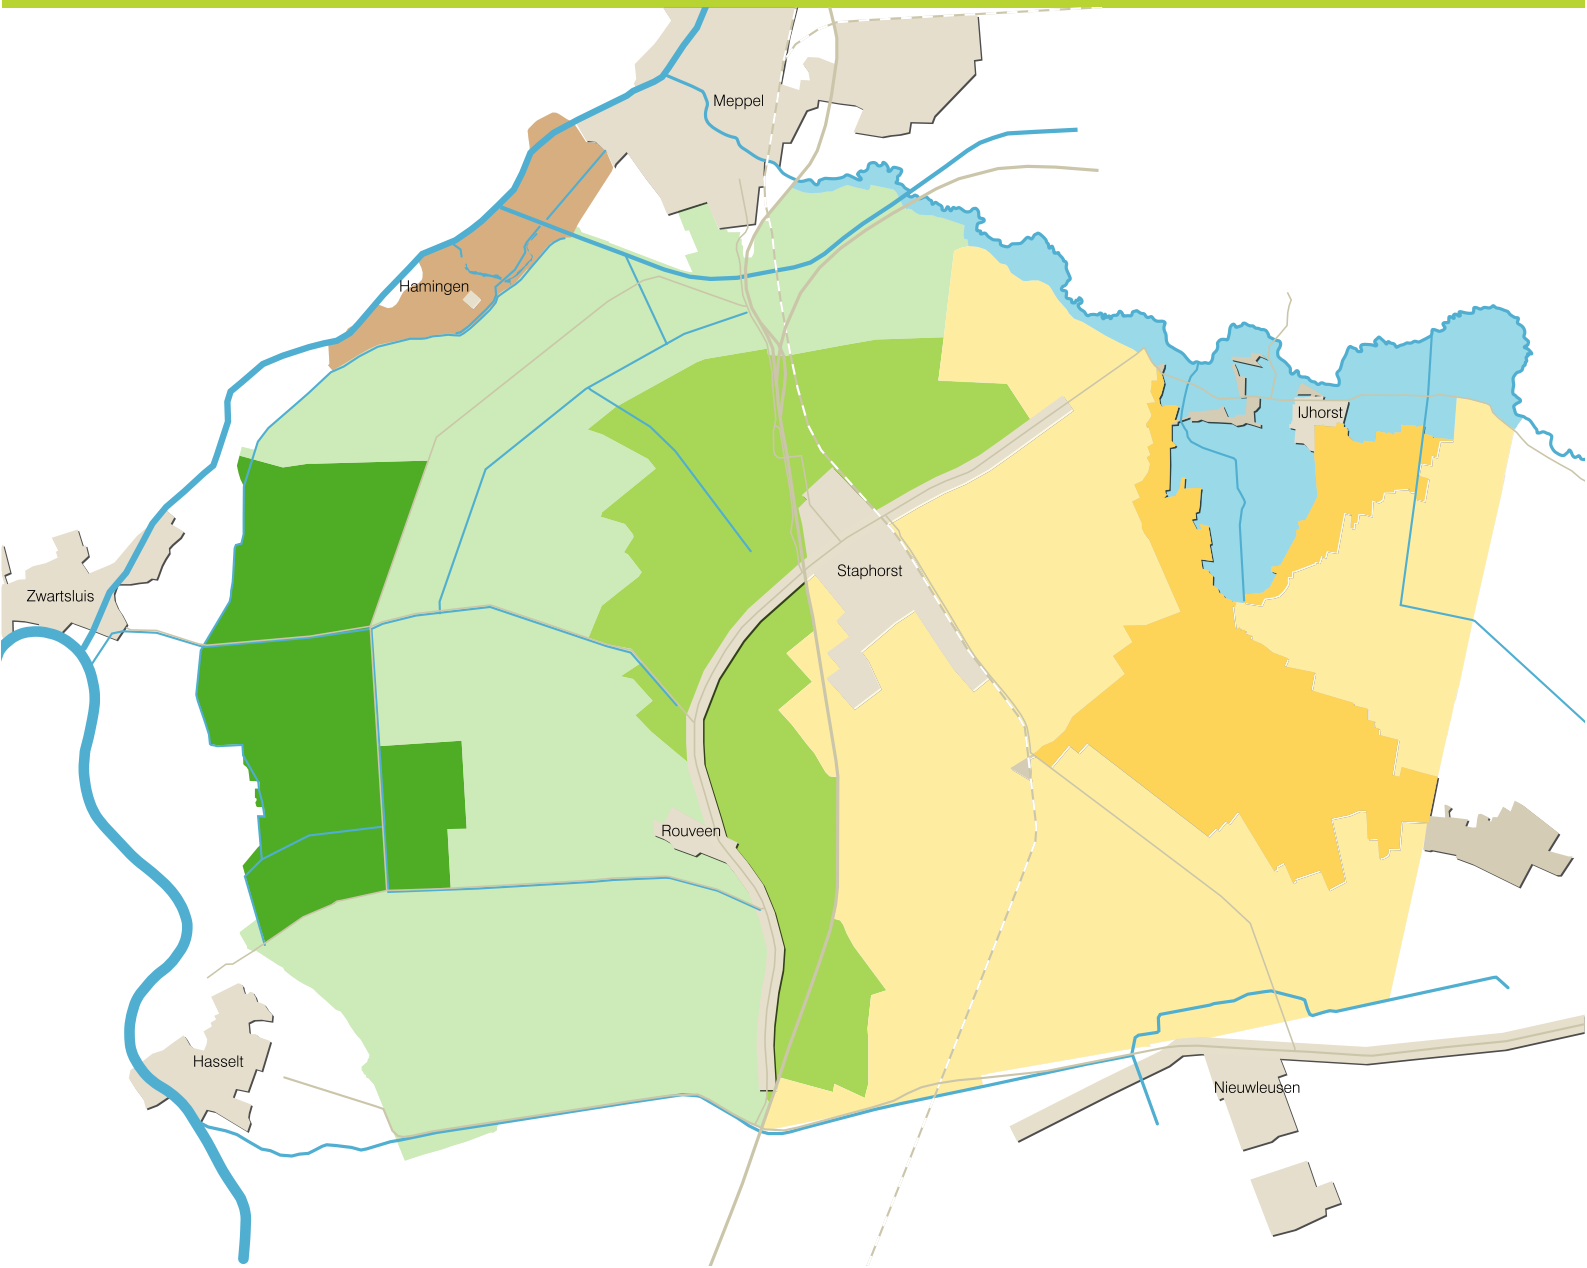 Meppel
Hamingen
IJhorst
Staphorst
Zwartsluis
Rouveen
Hasselt
Nieuwleusen